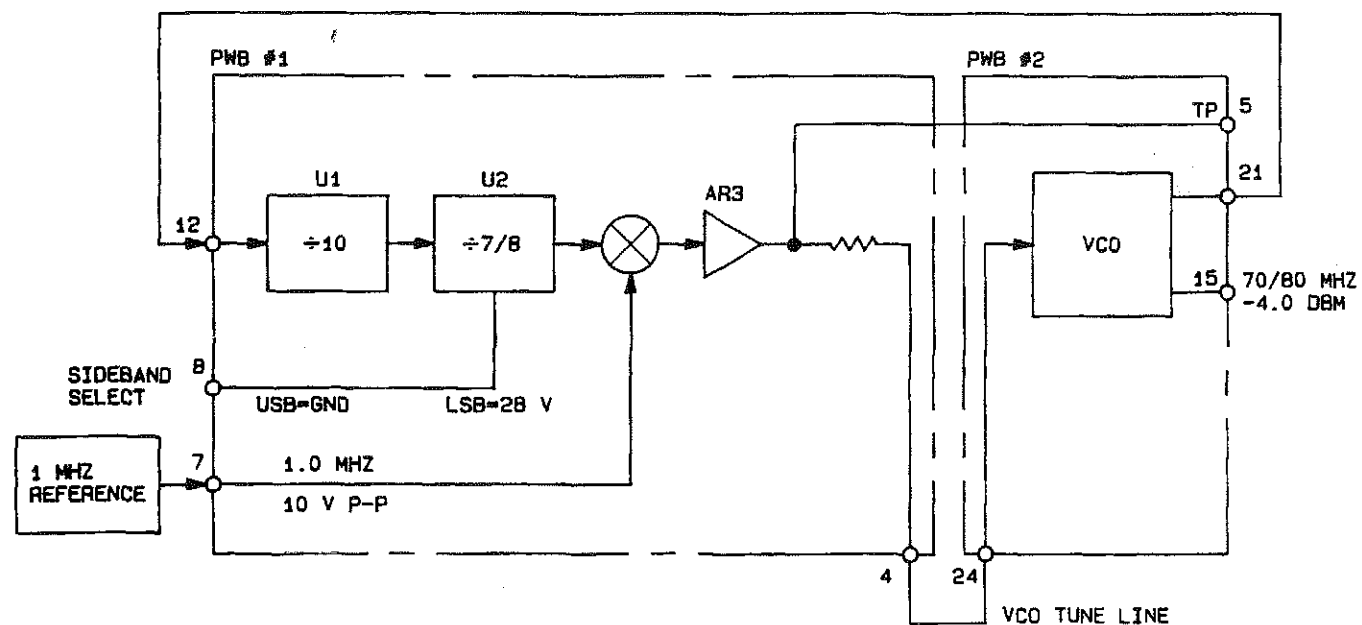 PWB #1
PWB #2
TP
5
U1
U2
AR3
21
12
÷10
÷7/8
VCO
15
70/80 MHZ
-4.0 DBM
8
SIDEBAND
SELECT
USB=GND
LSB=28 V
7
1 MHZ
REFERENCE
1.0 MHZ
10 V P-P
4
24
VCO TUNE LINE